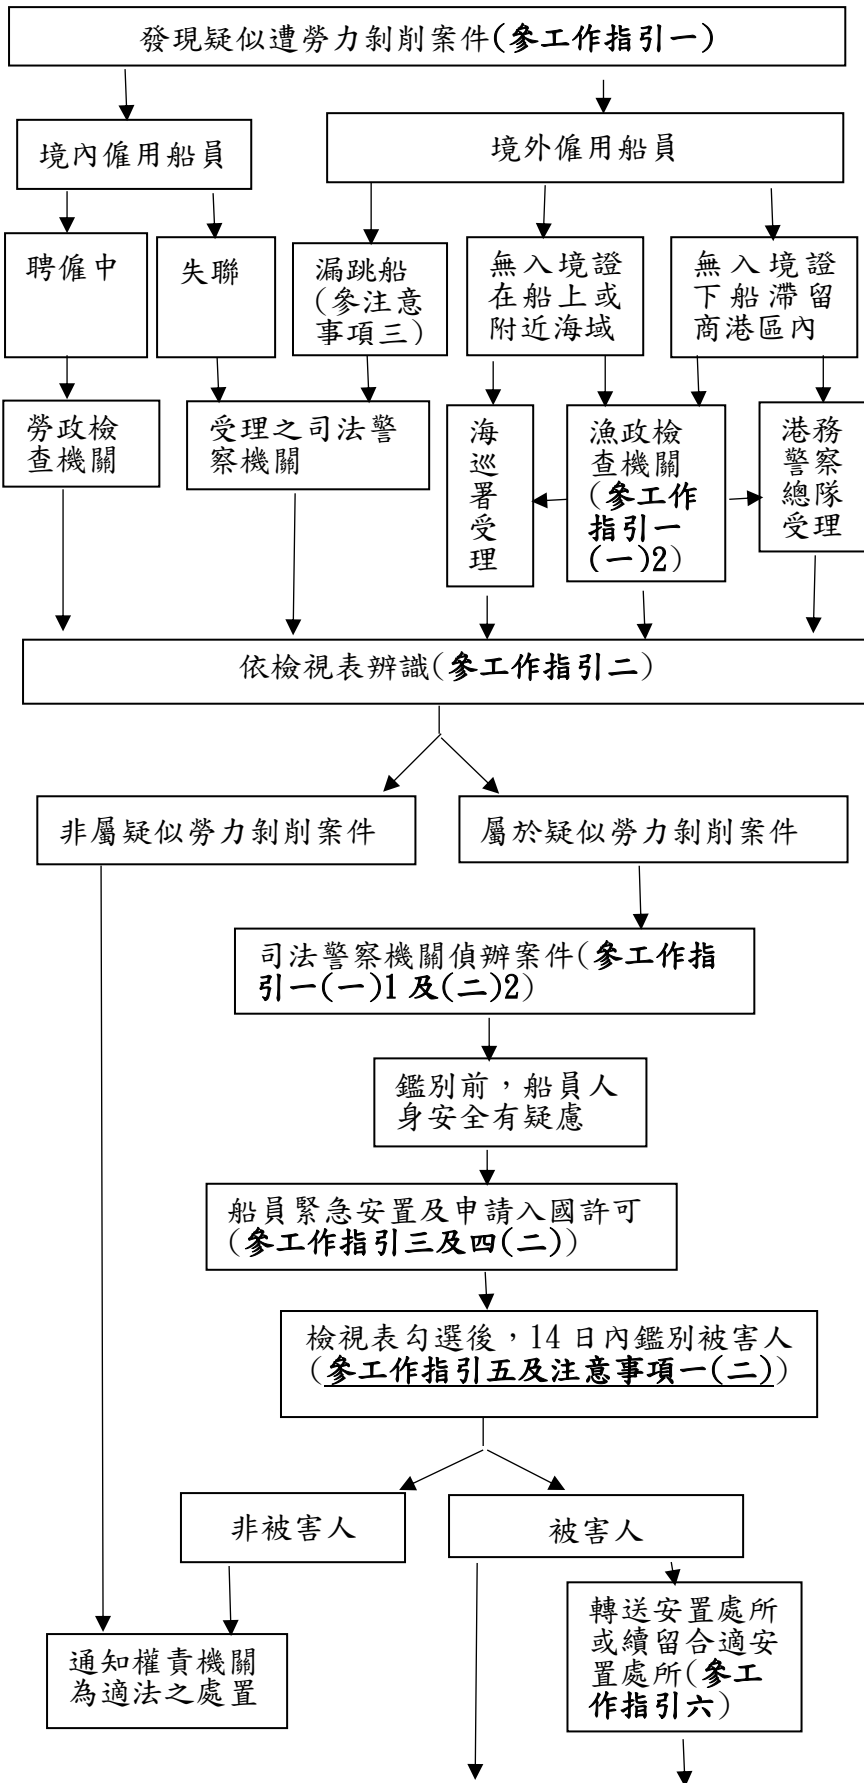 發現疑似遭勞力剝削案件(參工作指引一)
境內僱用船員
境外僱用船員
聘僱中
失聯
漏跳船
(參注意
事項三)
無入境證
在船上或
附近海域
無入境證
下船滯留
商港區內
勞政檢
查機關
受理之司法警
察機關
海
巡
署
受
理
漁政檢
查機關
(參工作
指引一
(一)2)
港務
警察
總隊
受理
依檢視表辨識(參工作指引二)
非屬疑似勞力剝削案件
屬於疑似勞力剝削案件
司法警察機關偵辦案件(參工作指
引一(一)1 及(二)2)
鑑別前，船員人
身安全有疑慮
船員緊急安置及申請入國許可
(參工作指引三及四(二))
檢視表勾選後，14 日內鑑別被害人
(參工作指引五及注意事項一(二))
非被害人
被害人
轉送安置處所
或續留合適安
置處所(參工
作指引六)
通知權責機關
為適法之處置